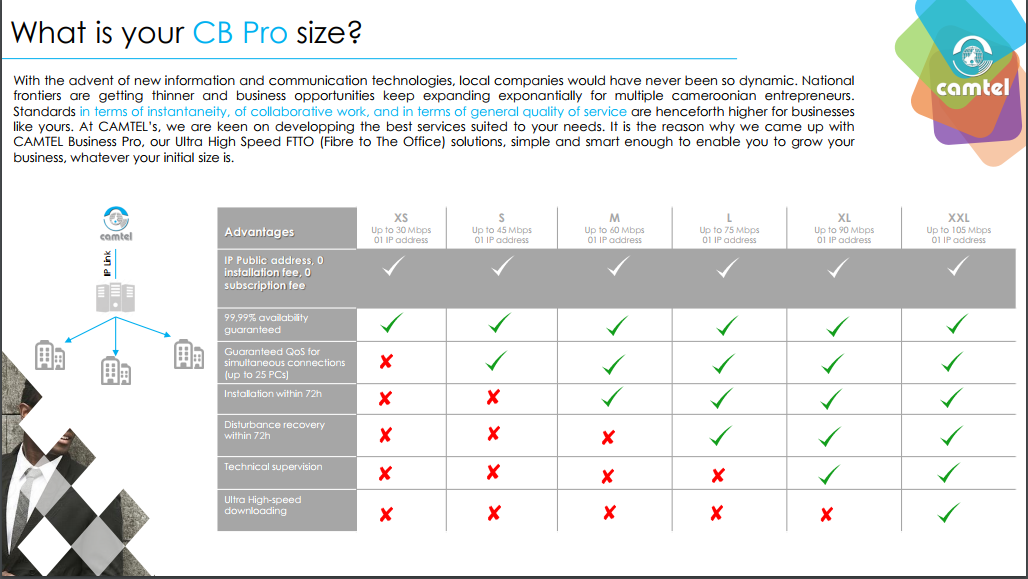 What is your CB Pro size?
camtel
With the advent of new information and communication technologies, local companies would have never been so dynamic. National
frontiers are getting thinner and business opportunities keep expanding exponantially for multiple cameroonian entrepreneurs.
Standards in terms of instantaneity, of collaborative work, and in terms of general quality of service are henceforth higher for businesses
like yours. At CAMTEL's, we are keen on developping the best services suited to your needs. It is the reason why we came up with
CAMTEL Business Pro, our Ultra High Speed FTTO (Fibre to The Office) solutions, simple and smart enough to enable you to grow your
business, whatever your initial size is.
camtel
IP Link
Advantages
XS
Up to 30 Mbps
01 IP address
S
Up to 45 Mbps
01 IP address
M
Up to 60 Mbps
01 IP address
L
Up to 75 Mbps
01 IP address
XL
Up to 90 Mbps
01 IP address
XXL
Up to 105 Mbps
01 IP address
IP Public address, 0
installation fee, 0
subscription fee
99,99% availability
guaranteed
Guaranteed QoS for
simultaneous connections
(up to 25 PCs)
Installation within 72h
Disturbance recovery
within 72h
Technical supervision
Ultra High-speed
downloading